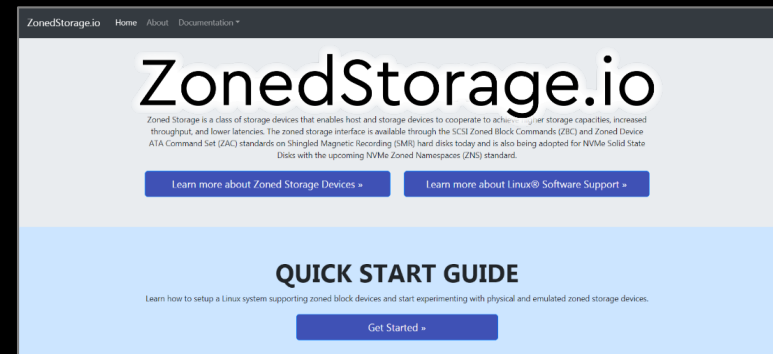 ZonedStorage.io Home About Documentation
ZonedStorage.io
Zoned Storage is a class of storage devices that enables host and storage devices to cooperate to achieve higher storage capacities, increased
throughput, and lower latencies. The zoned storage interface is available through the SCSI Zoned Block Commands (ZBC) and Zoned Device
ATA Command Set (ZAC) standards on Shingled Magnetic Recording (SMR) hard disks today and is also being adopted for NVMe Solid State
Disks with the upcoming NVMe Zoned Namespaces (ZNS) standard.
Learn more about Zoned Storage Devices » Learn more about Linux® Software Support »
QUICK START GUIDE
Learn how to setup a Linux system supporting zoned block devices and start experimenting with physical and emulated zoned storage devices.
Get Started »